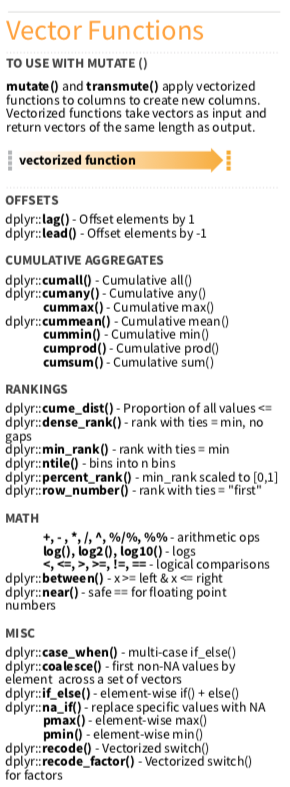 Vector Functions
TO USE WITH MUTATE ()
mutate() and transmute() apply vectorized
functions to columns to create new columns.
Vectorized functions take vectors as input and
return vectors of the same length as output.
vectorized function
OFFSETS
dplyr::lag() - Offset elements by 1
dplyr::lead() - Offset elements by -1
CUMULATIVE AGGREGATES
dplyr::cumall() - Cumulative all()
dplyr::cumany() - Cumulative any()
cummax() - Cumulative max()
dplyr::cummean() - Cumulative mean()
cummin() - Cumulative min()
cumprod() - Cumulative prod()
cumsum() - Cumulative sum()
RANKINGS
dplyr::cume_dist() - Proportion of all values <=
dplyr::dense_rank() - rank with ties = min, no
gaps
dplyr::min_rank() - rank with ties = min
dplyr::ntile() - bins into n bins
dplyr::percent_rank() - min_rank scaled to [0,1]
dplyr::row_number() - rank with ties = "first"
MATH
+, - , *, /, ^, %/%, %% - arithmetic ops
log(), log2(), log10() - logs
<, <=, >, >=, !=, == - logical comparisons
dplyr::between() - x >= left & x <= right
dplyr::near() - safe == for floating point
numbers
MISC
dplyr::case_when() - multi-case if_else()
dplyr::coalesce() - first non-NA values by
element across a set of vectors
dplyr::if_else() - element-wise if() + else()
dplyr::na_if() - replace specific values with NA
pmax() - element-wise max()
pmin() - element-wise min()
dplyr::recode() - Vectorized switch()
dplyr::recode_factor() - Vectorized switch()
for factors